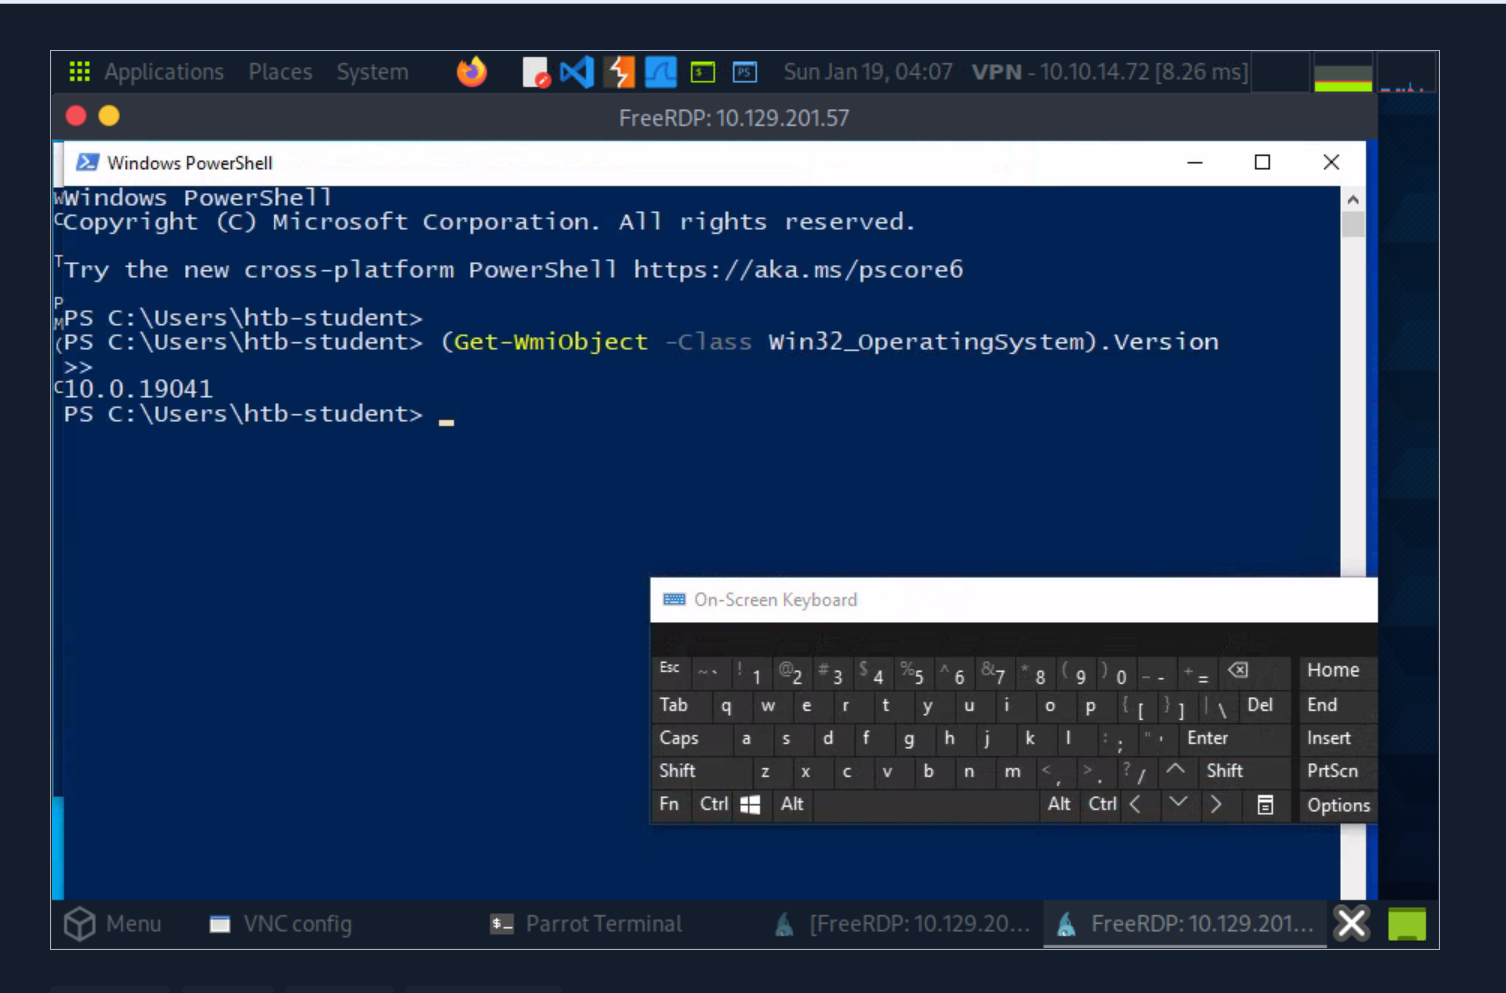 Applications Places System Sun Jan 19, 04:07 VPN - 10.10.14.72 [8.26 ms]
FreeRDP: 10.129.201.57
Windows PowerShell
Windows PowerShell
Copyright (C) Microsoft Corporation. All rights reserved.
Try the new cross-platform PowerShell https://aka.ms/pscore6
PS C:\Users\htb-student>
PS C:\Users\htb-student> (Get-WmiObject -Class Win32_OperatingSystem).Version
>>
10.0.19041
PS C:\Users\htb-student>
On-Screen Keyboard
Esc ~ ` ! 1 @ 2 # 3 $ 4 % 5 ^ 6 & 7 * 8 ( 9 ) 0 _ - + = Home
Tab q w e r t y u i o p { [ } ] | \ Del End
Caps a s d f g h j k l : ; " ' Enter Insert
Shift z x c v b n m < , > . ? / Shift PrtScn
Fn Ctrl Alt Alt Ctrl Options
Menu VNC config Parrot Terminal [FreeRDP: 10.129.20... FreeRDP: 10.129.201...